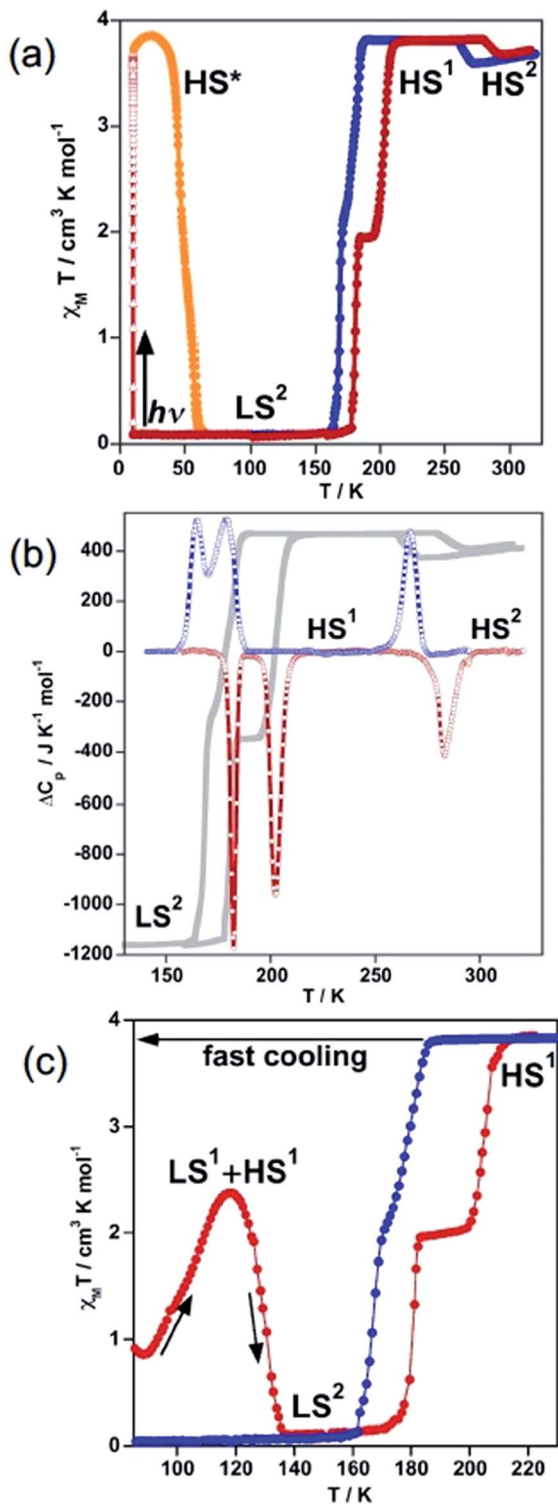 (a)
4
3
2
1
0
χ_M T / cm³ K mol⁻¹
HS*
HS¹
HS²
hν
LS²
0 50 100 150 200 250 300
T / K
(b)
400
200
0
-200
-400
-600
-800
-1000
-1200
ΔC_p / J K⁻¹ mol⁻¹
HS¹
HS²
LS²
150 200 250 300
T / K
(c)
4
3
2
1
0
χ_M T / cm³ K mol⁻¹
fast cooling
HS¹
LS¹+HS¹
LS²
100 120 140 160 180 200 220
T / K